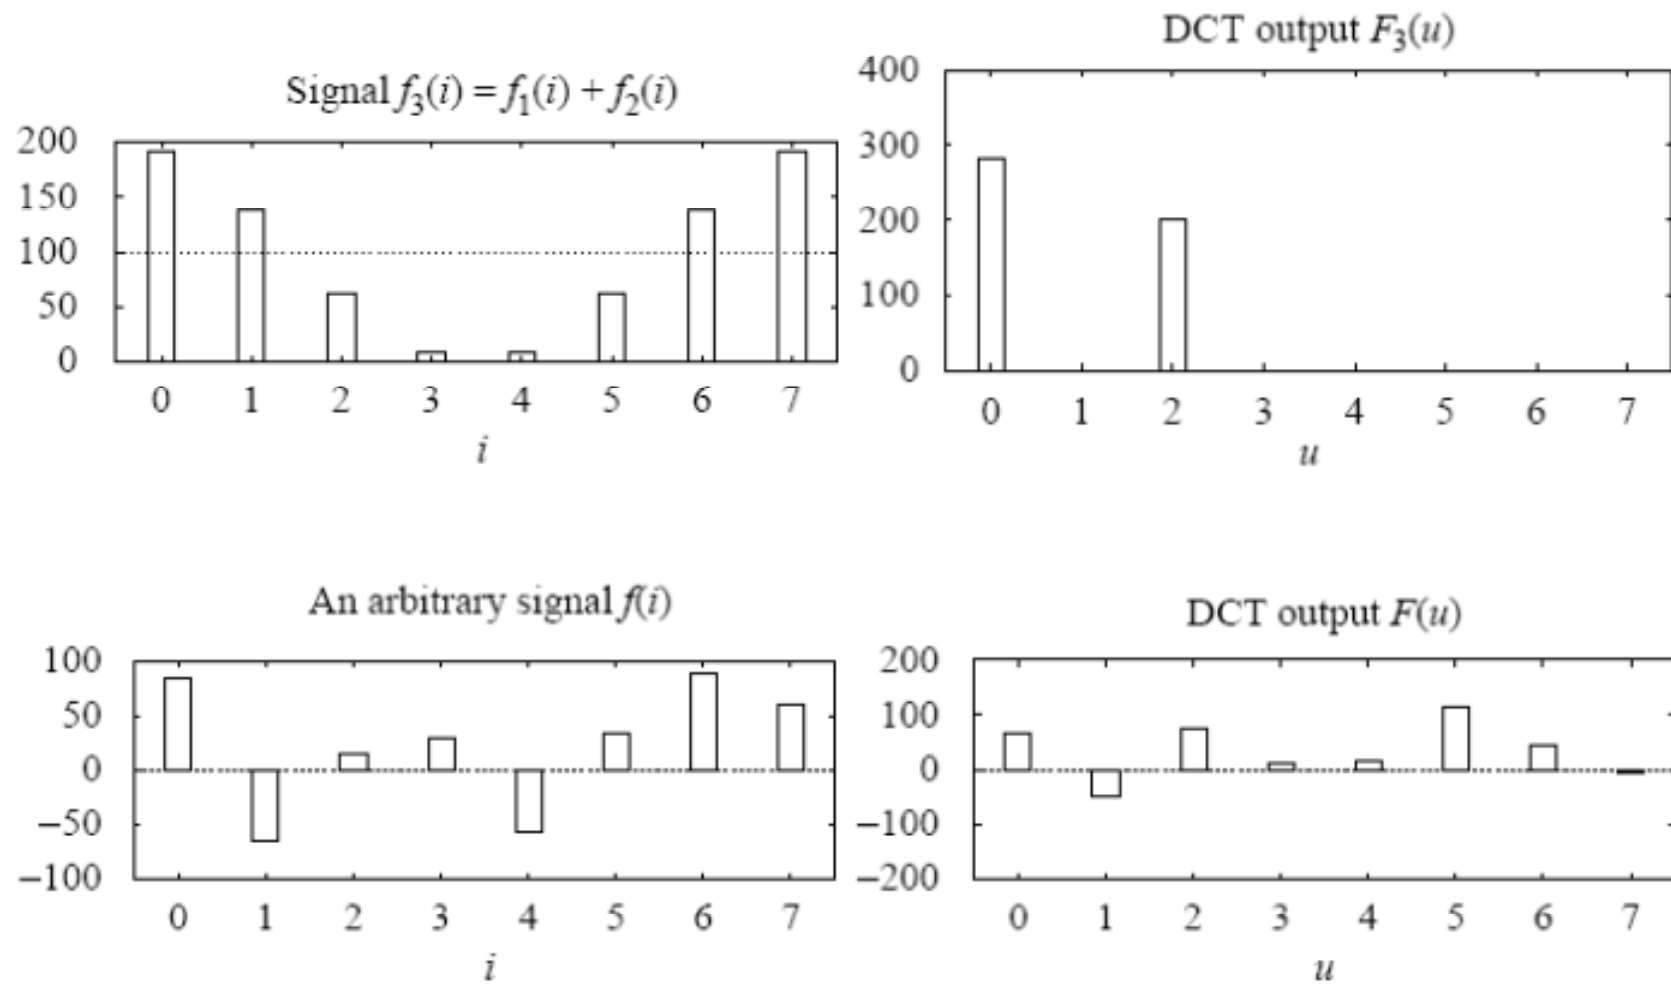 Signal f₃(i) = f₁(i) + f₂(i)
200
150
100
50
0
0 1 2 3 4 5 6 7
i
DCT output F₃(u)
400
300
200
100
0
0 1 2 3 4 5 6 7
u
An arbitrary signal f(i)
100
50
0
−50
−100
0 1 2 3 4 5 6 7
i
DCT output F(u)
200
100
0
−100
−200
0 1 2 3 4 5 6 7
u